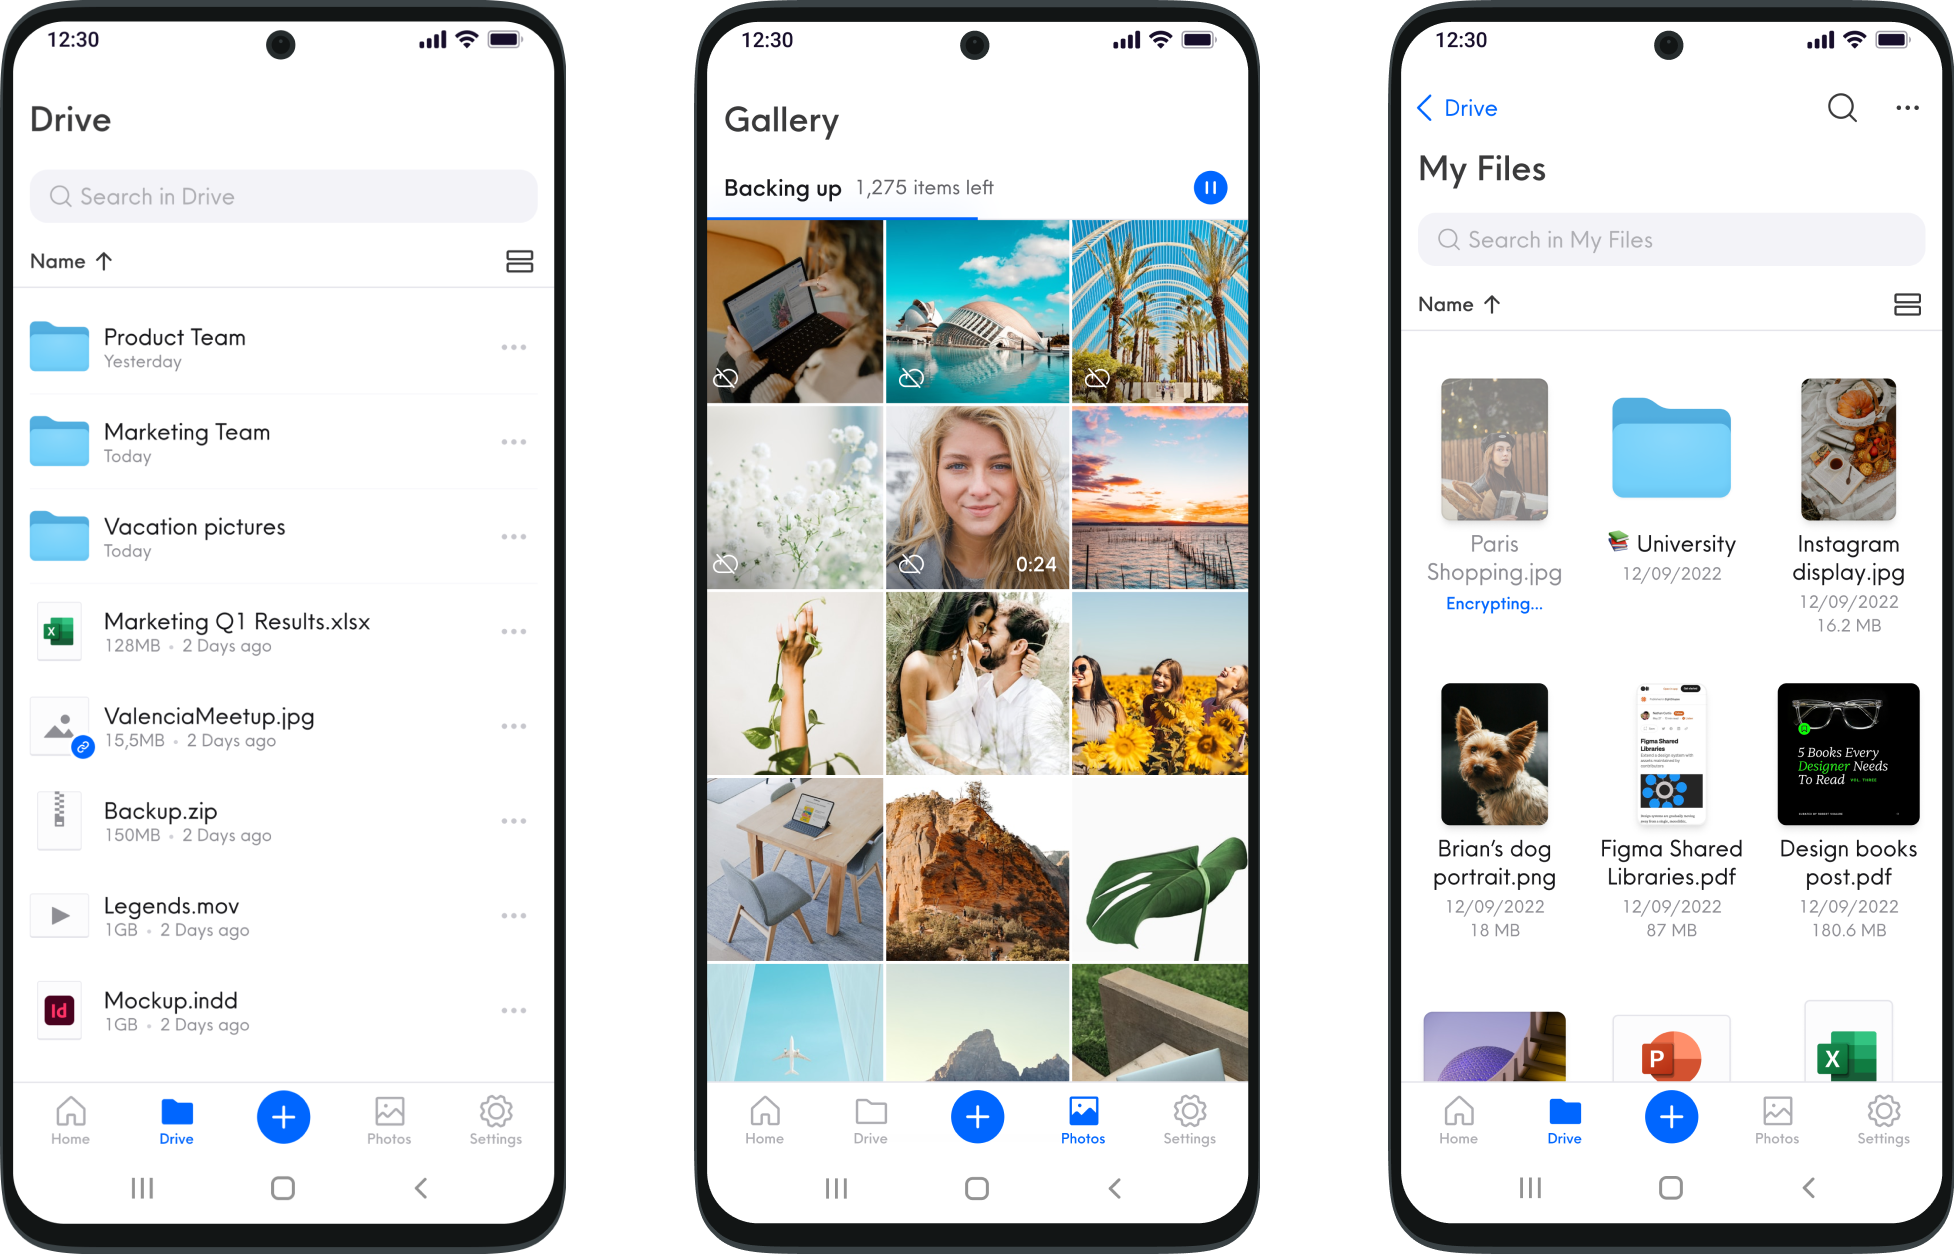 12:30
Drive
Search in Drive
Name
Product Team
Yesterday
Marketing Team
Today
Vacation pictures
Today
Marketing Q1 Results.xlsx
128MB • 2 Days ago
ValenciaMeetup.jpg
15,5MB • 2 Days ago
Backup.zip
150MB • 2 Days ago
Legends.mov
1GB • 2 Days ago
Id
Mockup.indd
1GB • 2 Days ago
Home
Drive
Photos
Settings
12:30
Gallery
Backing up 1,275 items left
0:24
Home
Drive
Photos
Settings
12:30
Drive
My Files
Search in My Files
Name
Paris
Shopping.jpg
Encrypting...
📚 University
12/09/2022
Instagram
display.jpg
12/09/2022
16.2 MB
Brian's dog
portrait.png
12/09/2022
18 MB
Figma Shared
Libraries
Figma Shared
Libraries.pdf
12/09/2022
87 MB
5 Books Every
Designer Needs
To Read VOL. THREE
Design books
post.pdf
12/09/2022
180.6 MB
P
X
Home
Drive
Photos
Settings